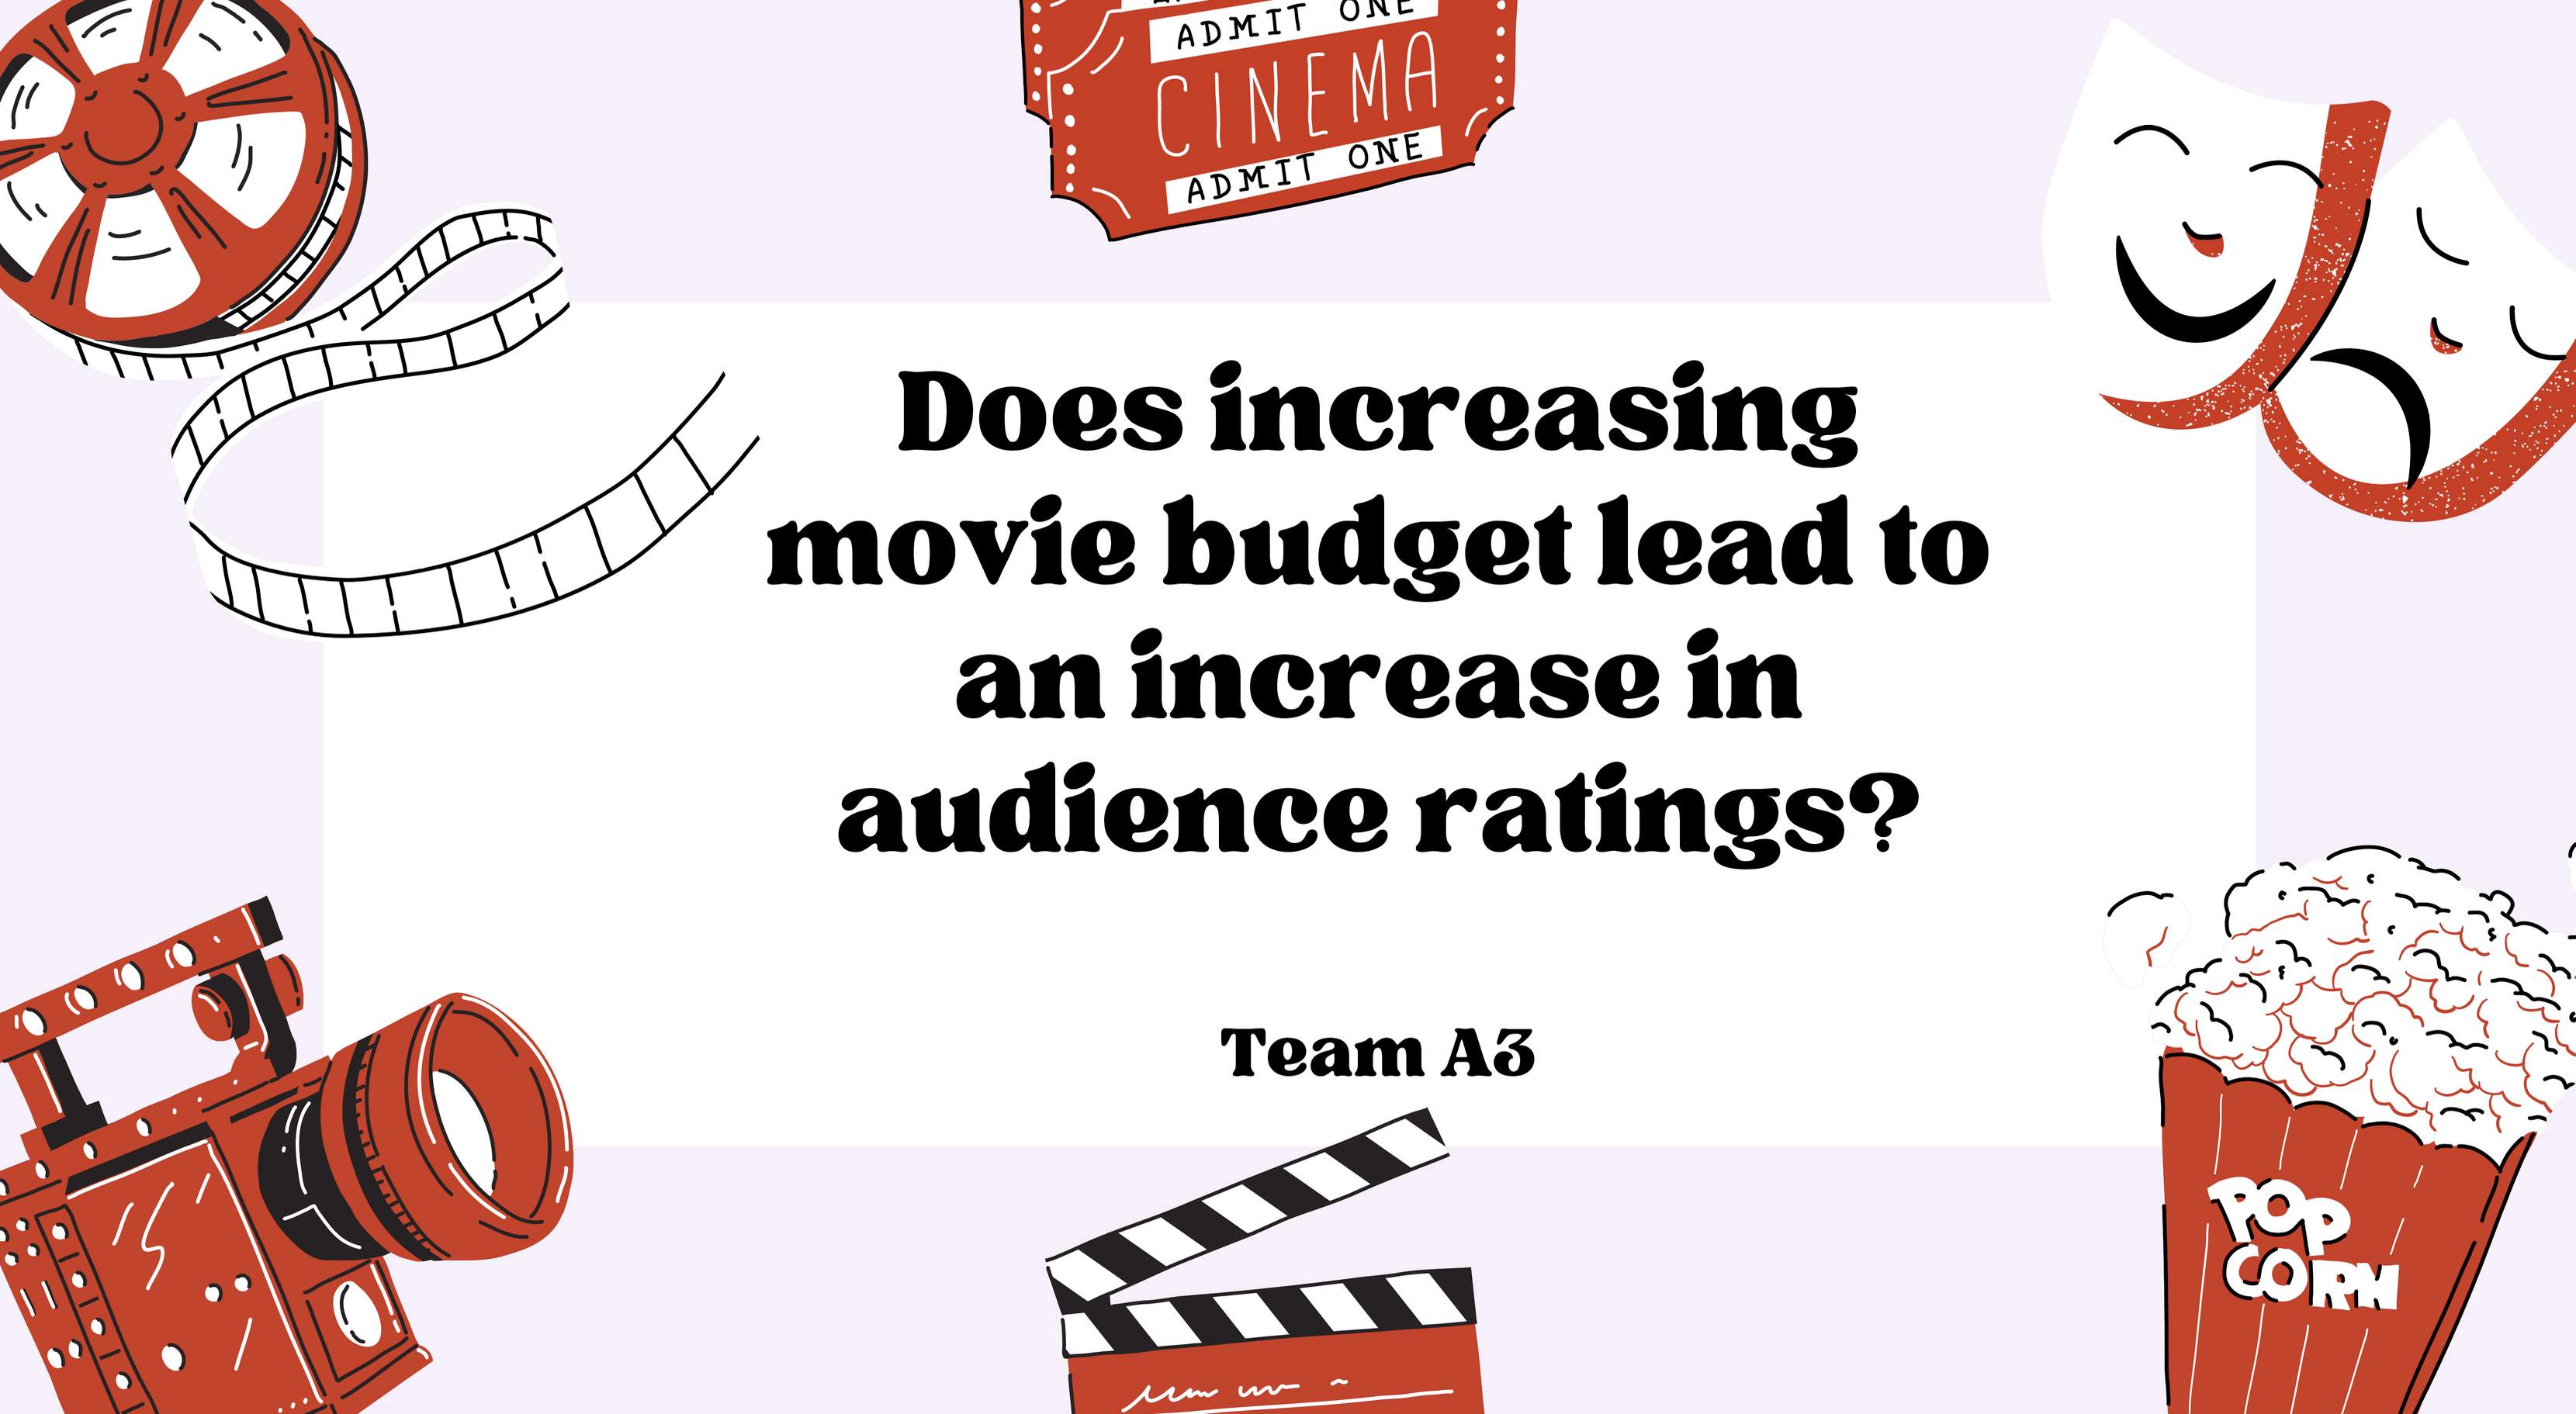 ADMIT ONE
CINEMA
ADMIT ONE
Does increasing
movie budget lead to
an increase in
audience ratings?
Team A3
POP
CORN